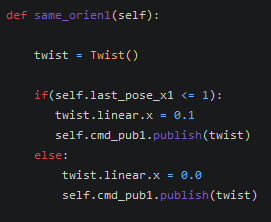 def same_orien1(self):
twist = Twist()
if(self.last_pose_x1 <= 1):
twist.linear.x = 0.1
self.cmd_pub1.publish(twist)
else:
twist.linear.x = 0.0
self.cmd_pub1.publish(twist)